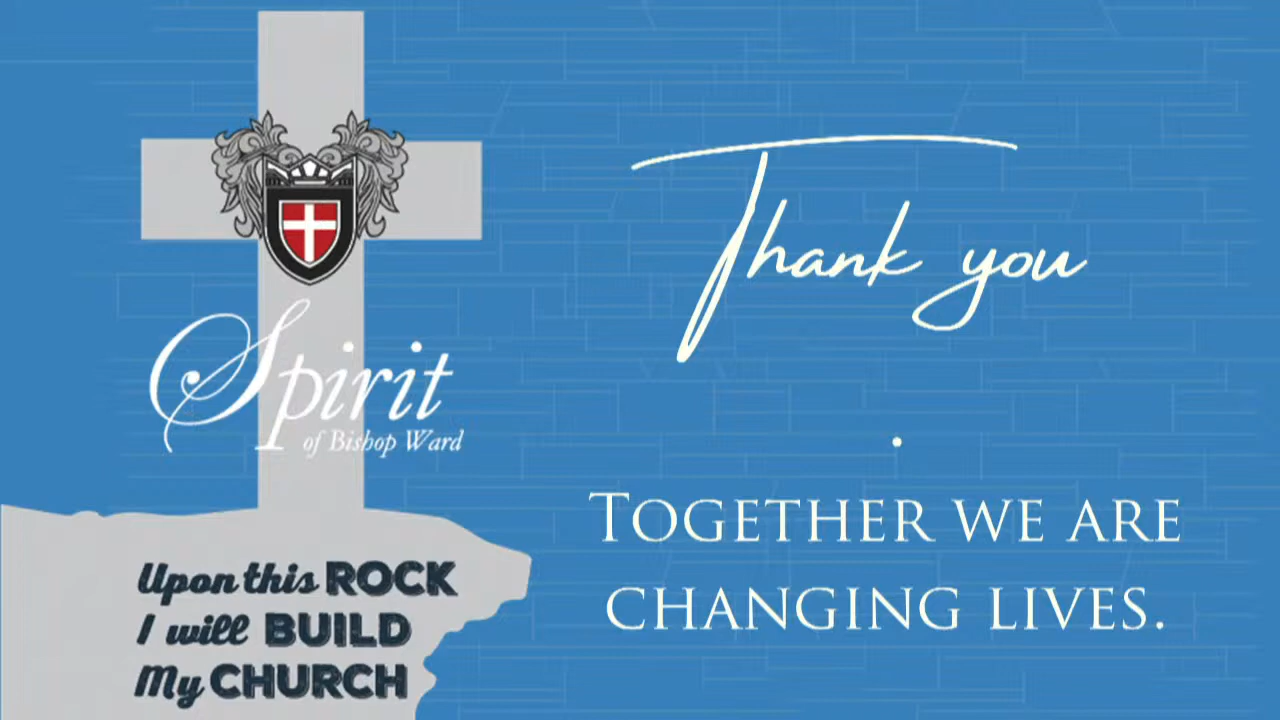 Spirit
of Bishop Ward
Upon this ROCK
I will BUILD
My CHURCH
Thank you
.
TOGETHER WE ARE
CHANGING LIVES.